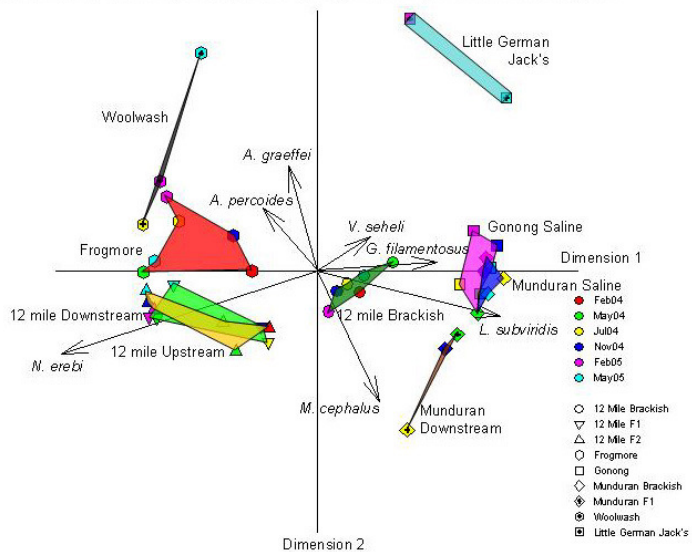 Little German
Jack's
Woolwash
A. graeffei
A. percoides
V. seheli
Gonong Saline
Frogmore
G. filamentosus
Dimension 1
Munduran Saline
12 mile Downstream
12 mile Brackish
L. subviridis
12 mile Upstream
N. erebi
M. cephalus
Munduran
Downstream
Dimension 2
Feb04
May04
Jul04
Nov04
Feb05
May05
12 Mile Brackish
12 Mile F1
12 Mile F2
Frogmore
Gonong
Munduran Brackish
Munduran F1
Woolwash
Little German Jack's